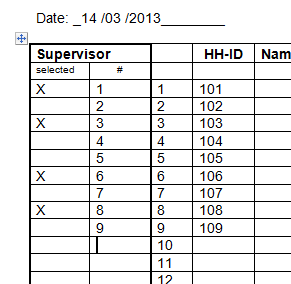 Date: _14 /03 /2013________
Supervisor HH-ID Nam
selected #
X 1 1 101
2 2 102
X 3 3 103
4 4 104
5 5 105
X 6 6 106
7 7 107
X 8 8 108
9 9 109
10
11
12